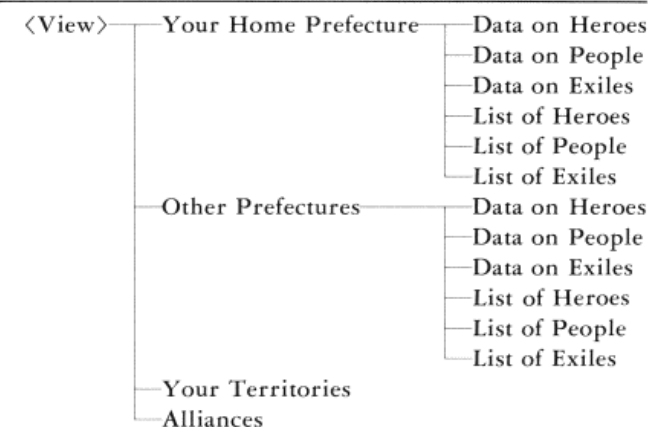 〈View〉 Your Home Prefecture Data on Heroes
Data on People
Data on Exiles
List of Heroes
List of People
List of Exiles
Other Prefectures Data on Heroes
Data on People
Data on Exiles
List of Heroes
List of People
List of Exiles
Your Territories
Alliances